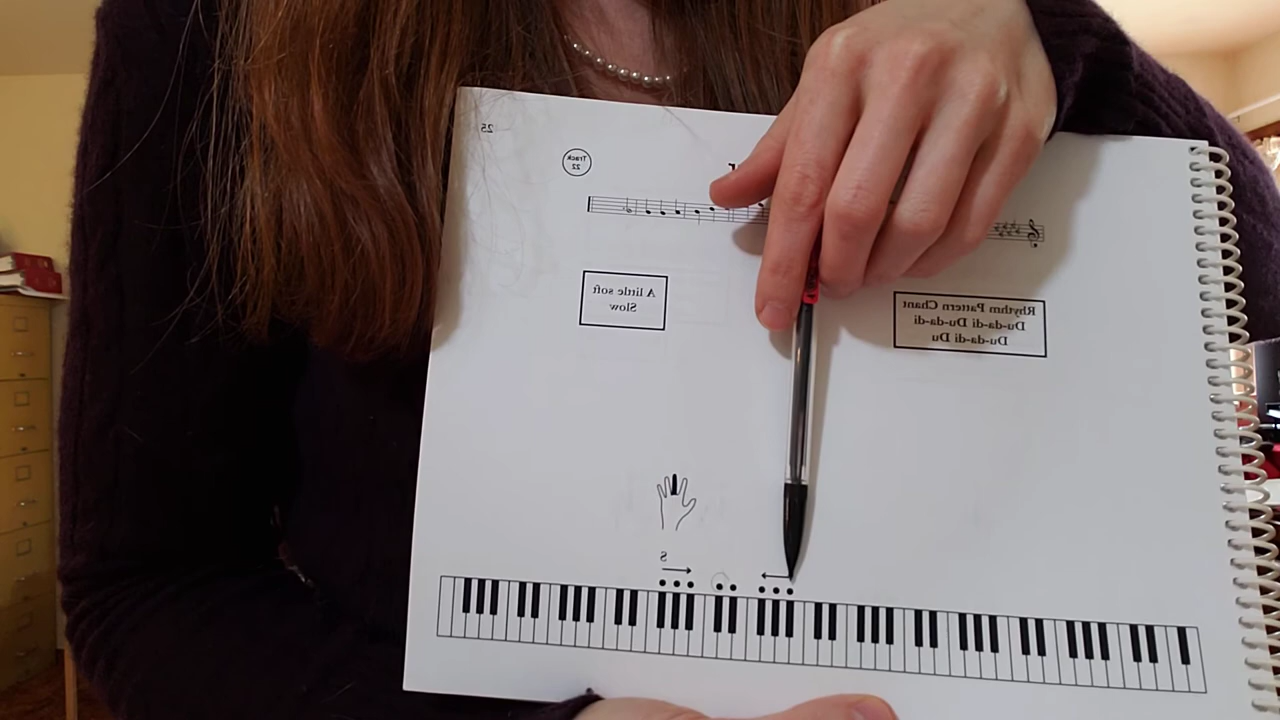 25
Track
22
A little soft
Slow
Rhythm Pattern Chant
Du-da-di Du-da-di
Du-da-di Du
S